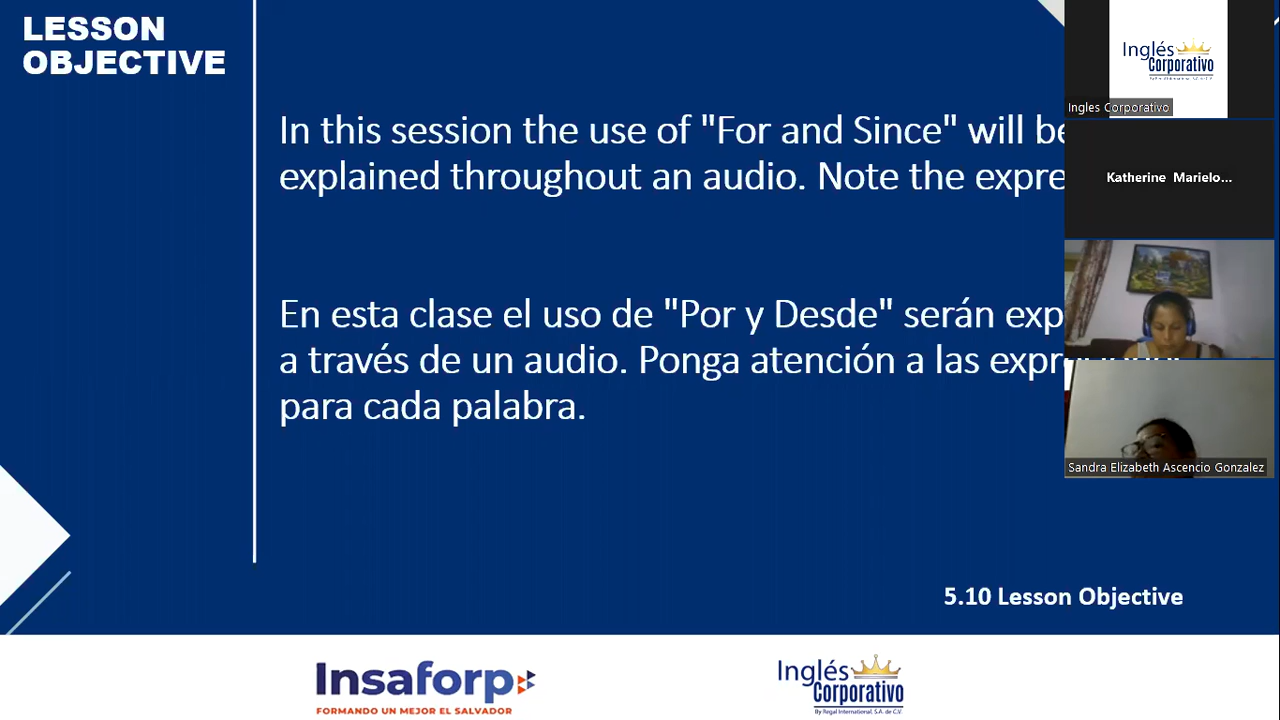 LESSON
OBJECTIVE
In this session the use of "For and Since" will be
explained throughout an audio. Note the expre
En esta clase el uso de "Por y Desde" serán exp
a través de un audio. Ponga atención a las
para cada palabra.
5.10 Lesson Objective
Insaforp
FORMANDO UN MEJOR EL SALVADOR
Inglés
Corporativo
By Regal International, S.A. de C.V.
Inglés
Corporativo
Ingles Corporativo
Katherine Marielo...
Sandra Elizabeth Ascencio Gonzalez